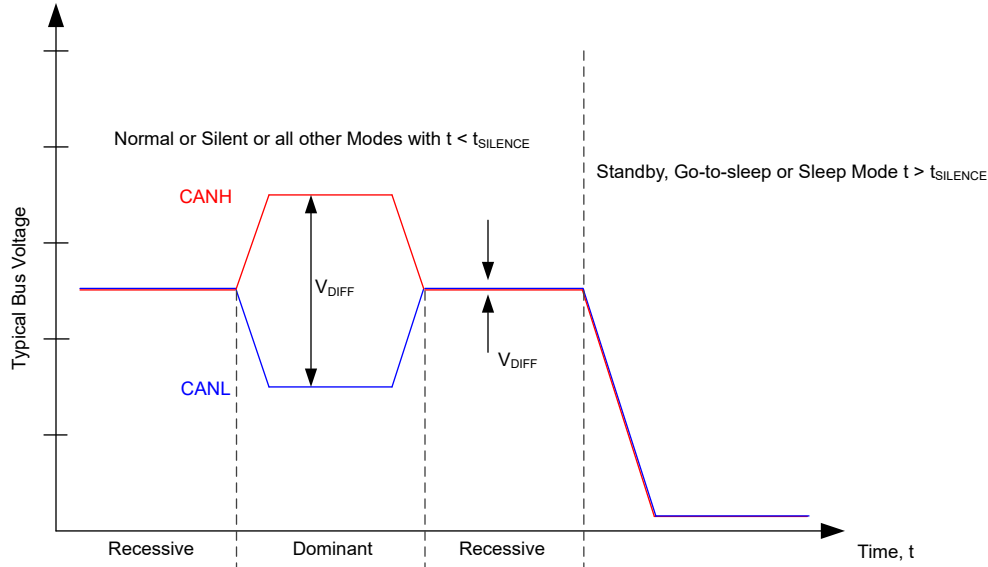 Normal or Silent or all other Modes with t < tSILENCE
Standby, Go-to-sleep or Sleep Mode t > tSILENCE
CANH
Typical Bus Voltage
VDIFF
VDIFF
CANL
Recessive
Dominant
Recessive
Time, t